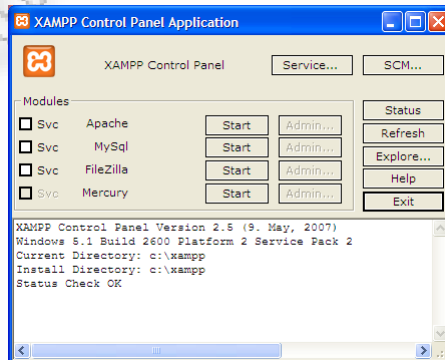 XAMPP Control Panel Application
XAMPP Control Panel
Service...
SCM...
Modules
Svc Apache Start Admin...
Svc MySql Start Admin...
Svc FileZilla Start Admin...
Svc Mercury Start Admin...
Status
Refresh
Explore...
Help
Exit
XAMPP Control Panel Version 2.5 (9. May, 2007)
Windows 5.1 Build 2600 Platform 2 Service Pack 2
Current Directory: c:\xampp
Install Directory: c:\xampp
Status Check OK